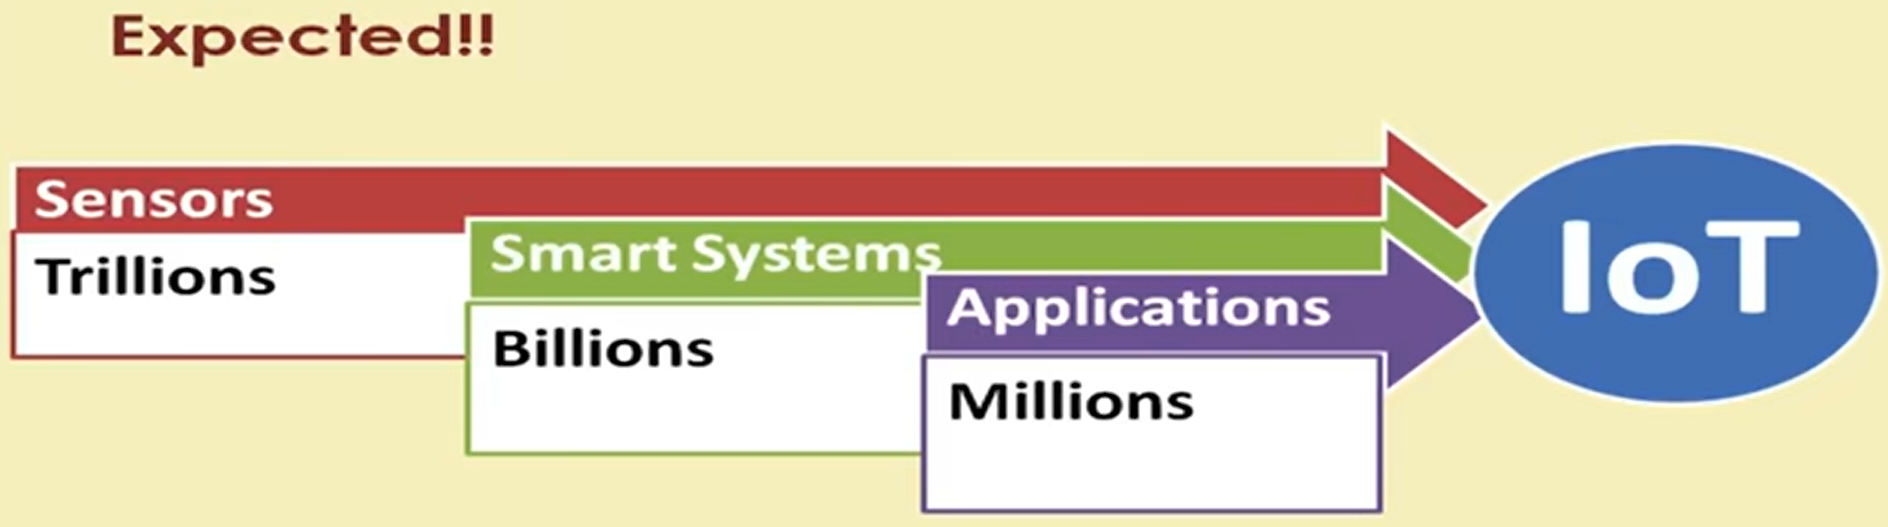 Expected!!
Sensors
Trillions
Smart Systems
Billions
Applications
Millions
IoT